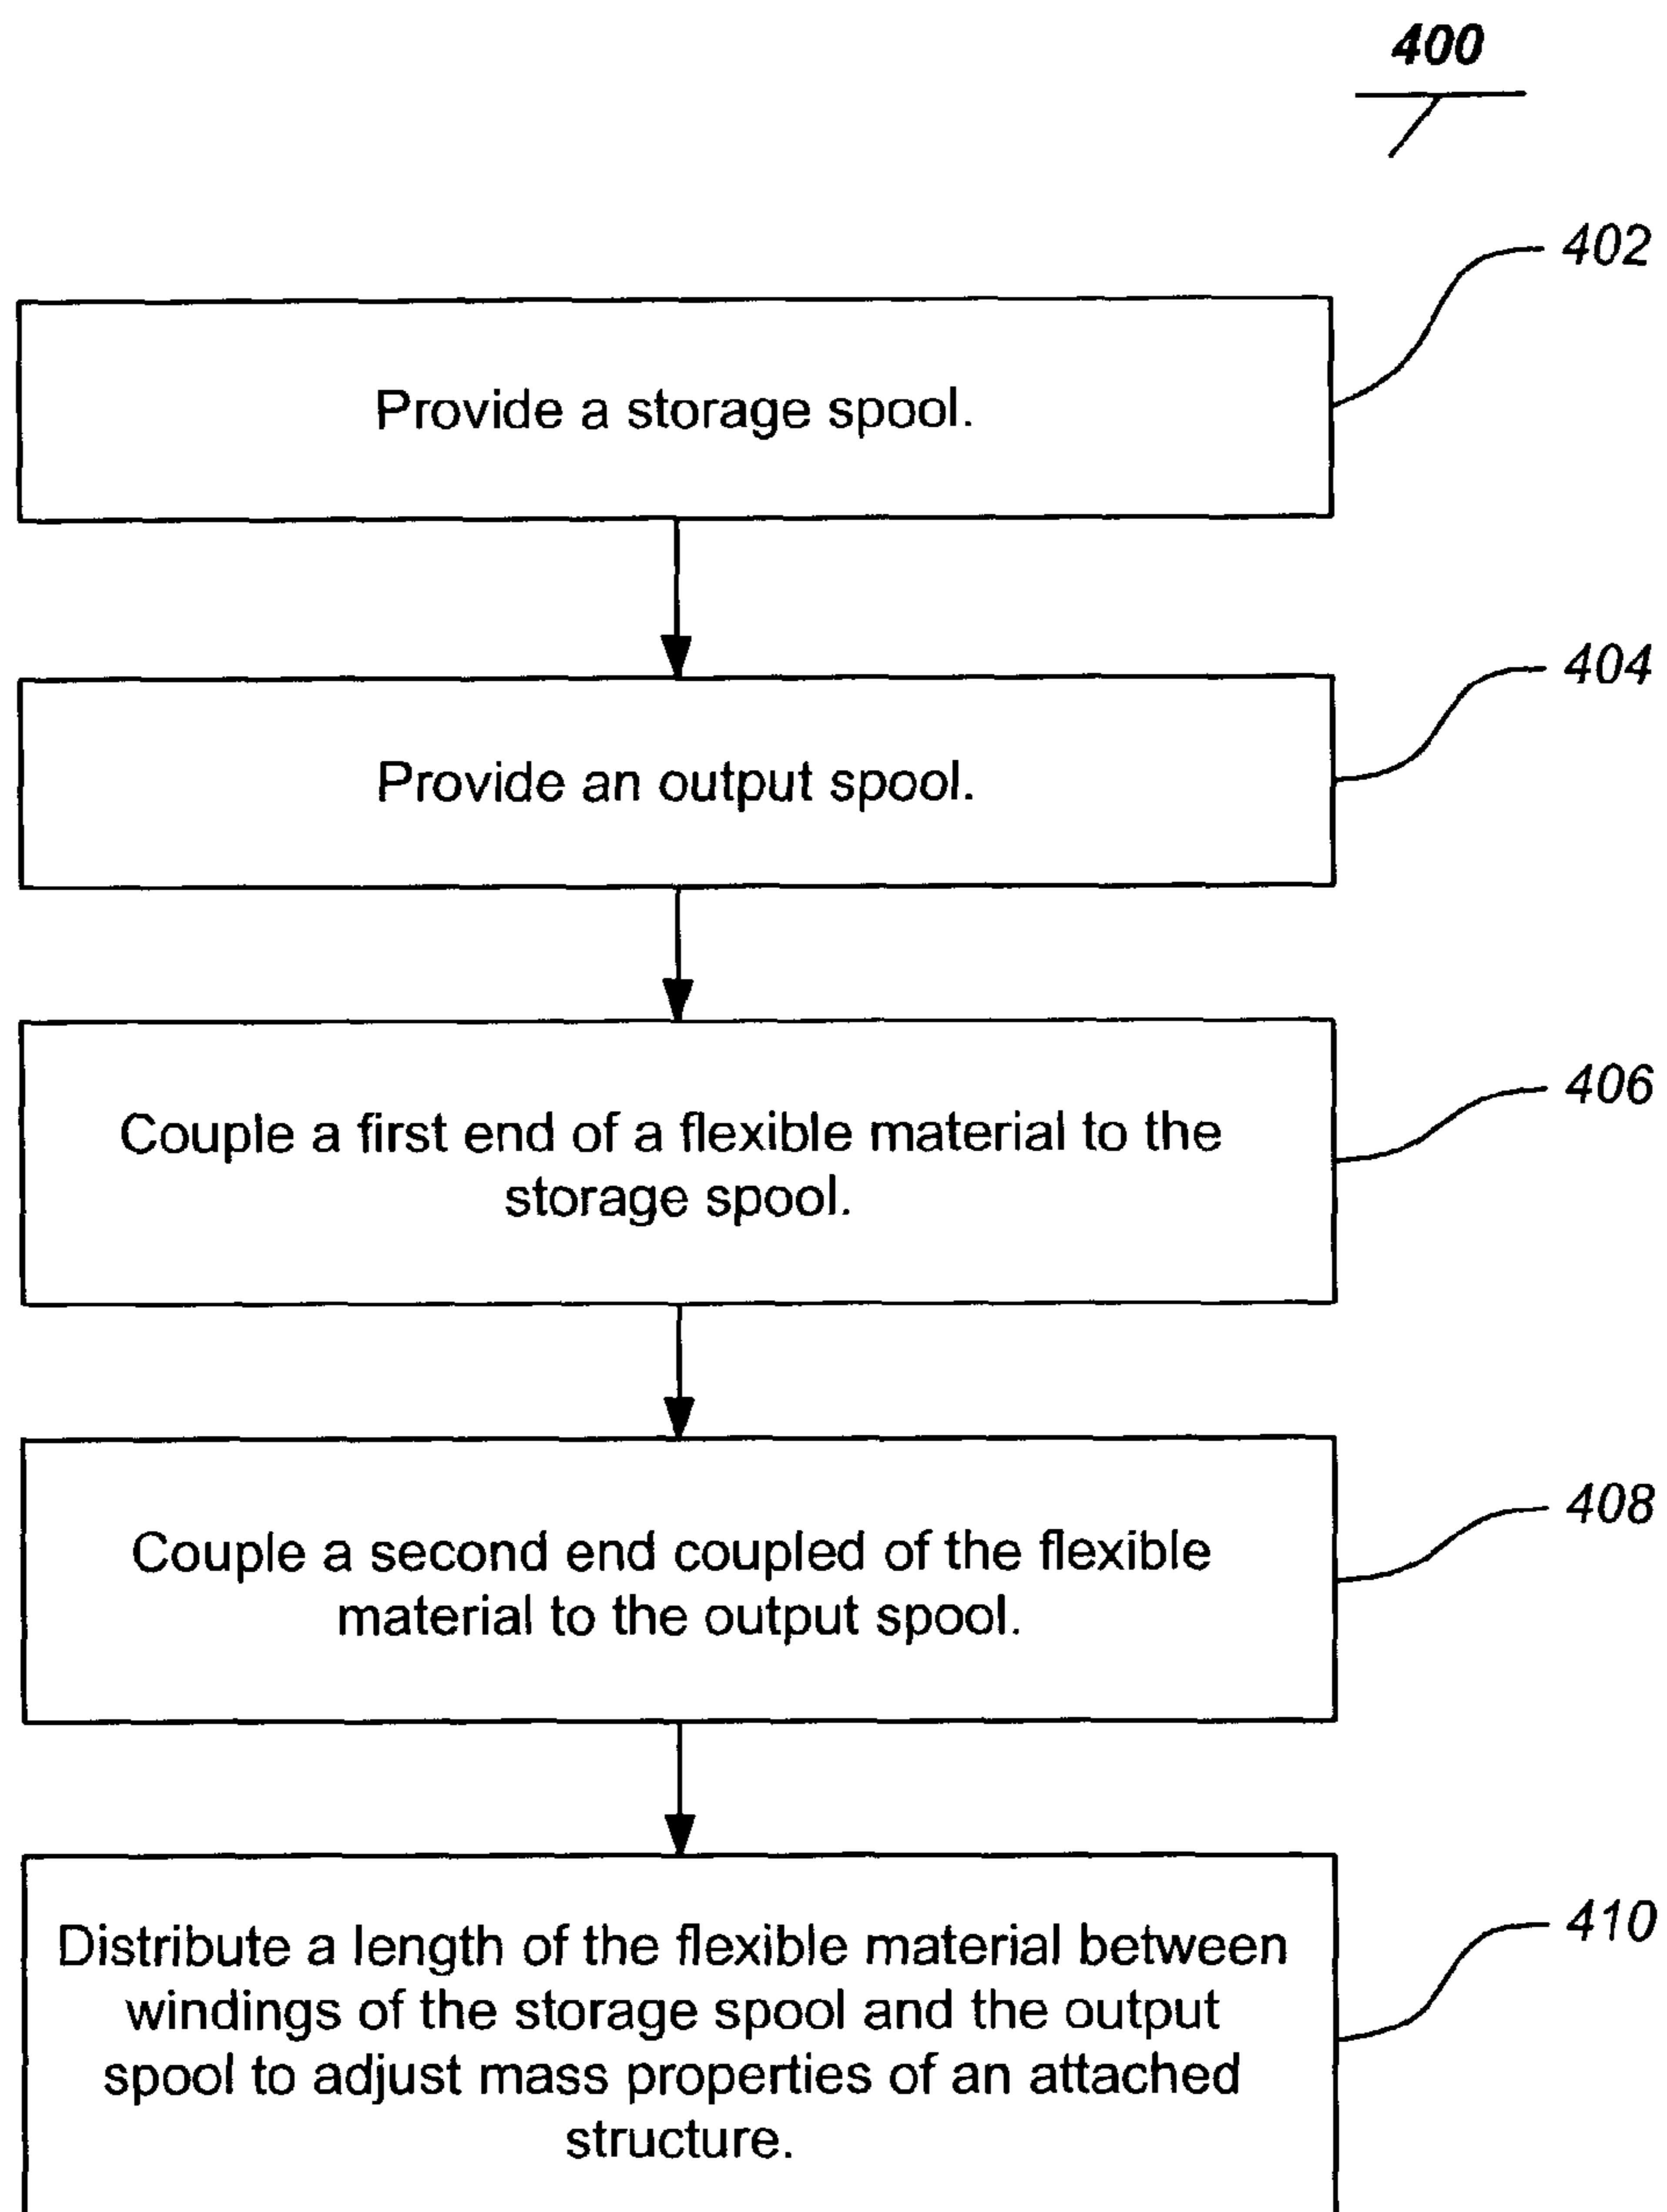 400
402
Provide a storage spool.
404
Provide an output spool.
406
Couple a first end of a flexible material to the
storage spool.
408
Couple a second end coupled of the flexible
material to the output spool.
410
Distribute a length of the flexible material between
windings of the storage spool and the output
spool to adjust mass properties of an attached
structure.